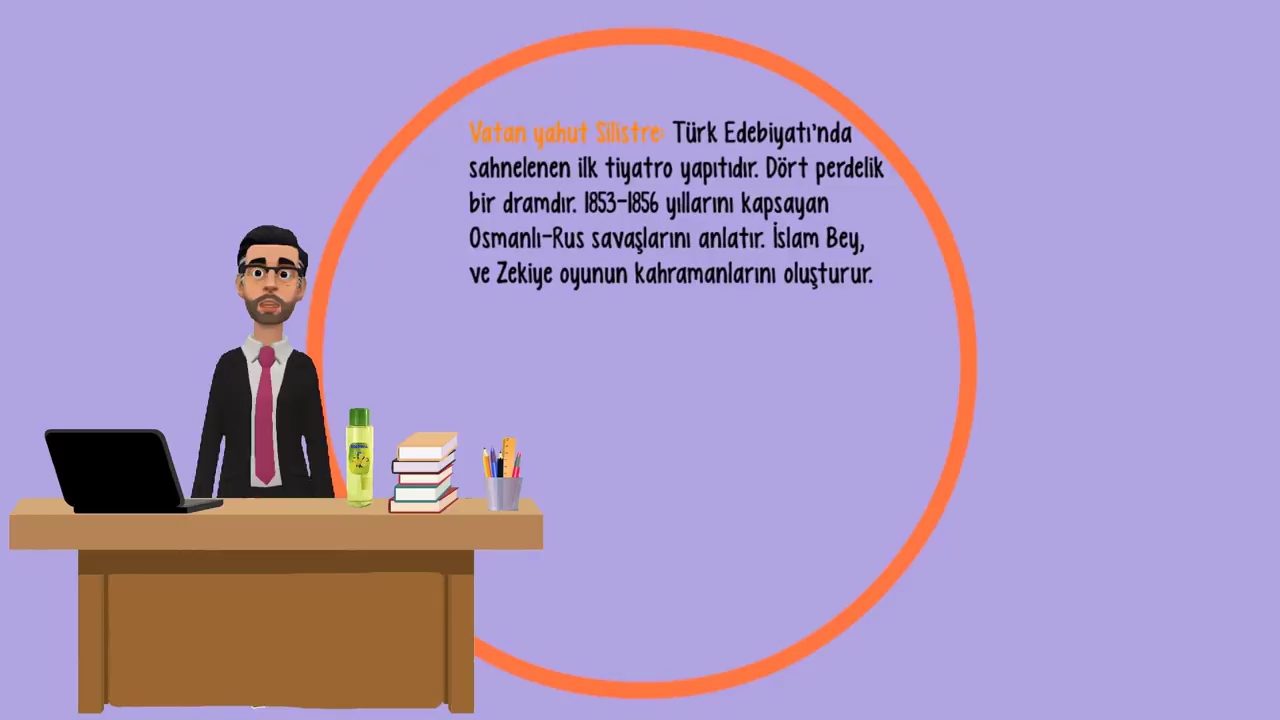 Vatan yahut Silistre: Türk Edebiyatı'nda
sahnelenen ilk tiyatro yapıtıdır. Dört perdelik
bir dramdır. 1853-1856 yıllarını kapsayan
Osmanlı-Rus savaşlarını anlatır. İslam Bey,
ve Zekiye oyunun kahramanlarını oluşturur.